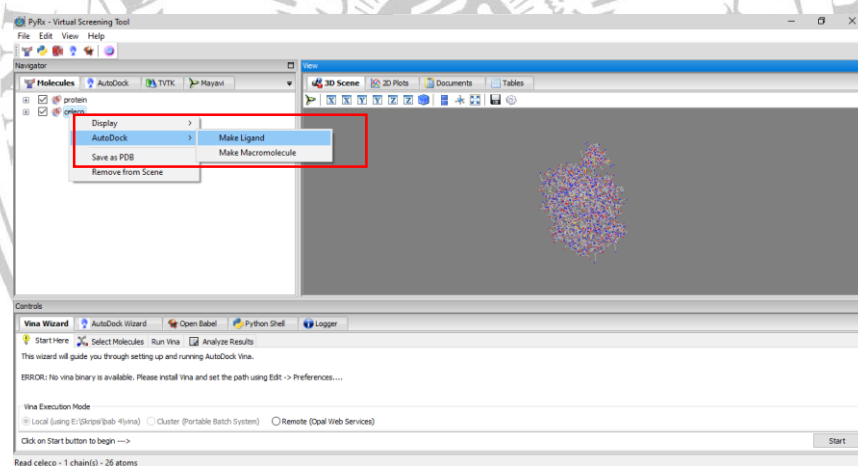 PyRx - Virtual Screening Tool
File Edit View Help
Navigator
View
Molecules AutoDock TVTK Mayavi
3D Scene 2D Plots Documents Tables
X X Y Y Z Z
protein
celeco
Display
AutoDock
Make Ligand
Make Macromolecule
Save as PDB
Remove from Scene
Controls
Vina Wizard AutoDock Wizard Open Babel Python Shell Logger
Start Here Select Molecules Run Vina Analyze Results
This wizard will guide you through setting up and running AutoDock Vina.
ERROR: No vina binary is available. Please install Vina and set the path using Edit -> Preferences....
Vina Execution Mode
Local (using E:\Skripsi\bab 4\vina) Cluster (Portable Batch System) Remote (Opal Web Services)
Click on Start button to begin --->
Start
Read celeco - 1 chain(s) - 26 atoms